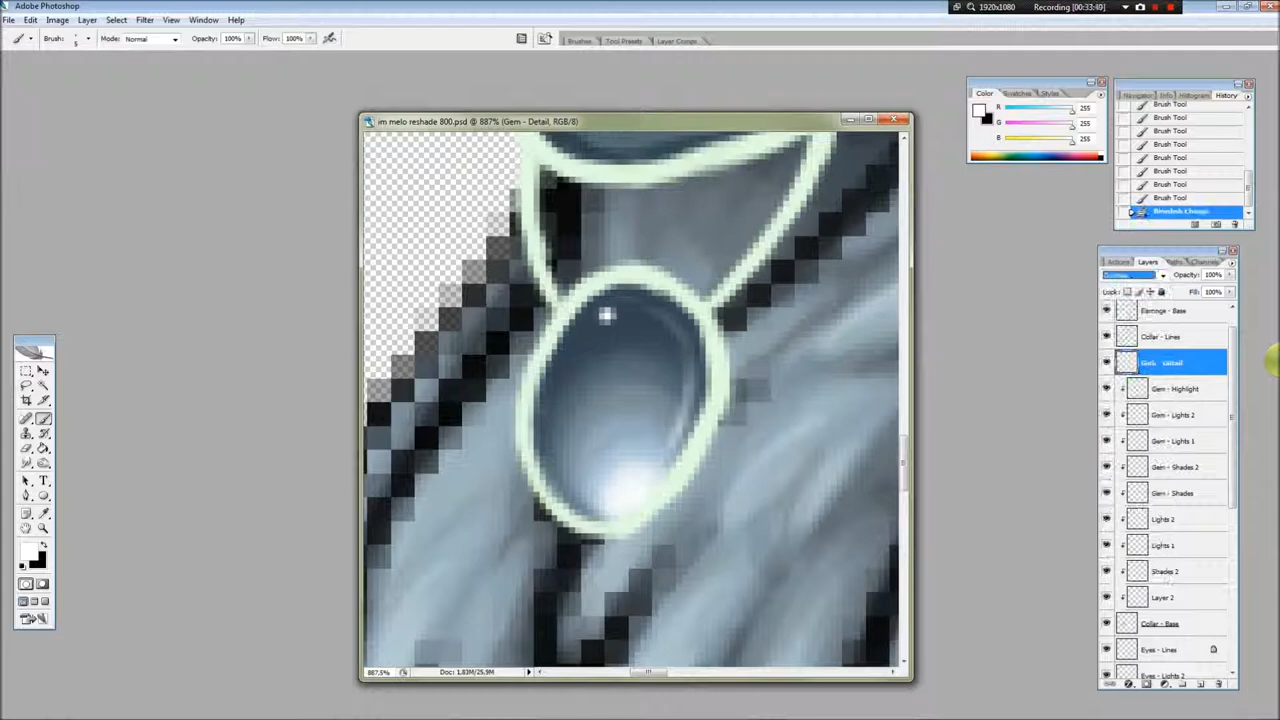 Adobe Photoshop
1920x1080
Recording [00:33:49]
File Edit Image Layer Select Filter View Window Help
Brush: 5 Mode: Normal Opacity: 100% Flow: 100%
Brushes Tool Presets Layer Comps
im melo reshade 800.psd @ 887% (Gem - Detail, RGB/8)
Color Swatches Styles
R 255
G 255
B 255
Navigator Info Histogram History
Brush Tool
Brush Tool
Brush Tool
Brush Tool
Brush Tool
Brush Tool
Brush Tool
Brush Tool
Actions Layers Paths Channels
Opacity: 100%
Lock: Fill: 100%
Base
Collar - Lines
Gem - Detail
Gem - Highlight
Gem - Lights 2
Gem - Lights 1
Gem - Shades 2
Gem - Shades
Lights 2
Lights 1
Shades 2
Layer 2
Collar - Base
Eyes - Lines
Eyes - Lights 2
887.5% Doc: 1.83M/25.9M